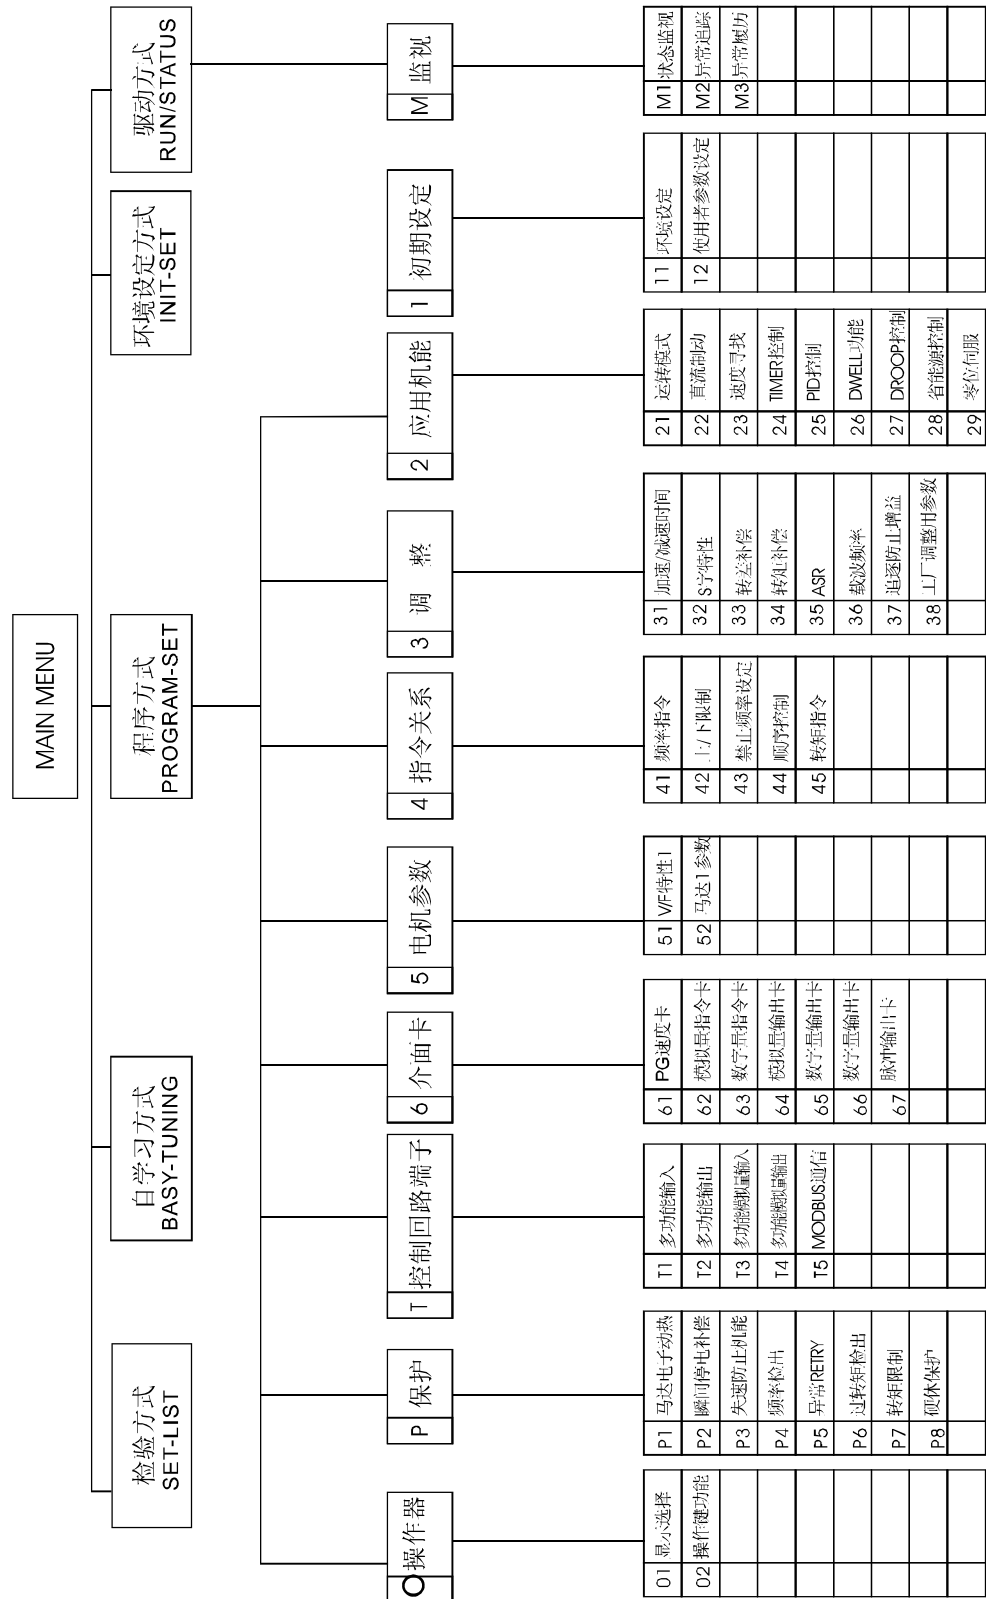 MAIN MENU
驱动方式
RUN/STATUS
环境设定方式
INIT-SET
程序方式
PROGRAM-SET
自学习方式
BASY-TUNING
检验方式
SET-LIST
M 监视
1 初期设定
2 应用机能
3 调 整
4 指令关系
5 电机参数
6 介面卡
T 控制回路端子
P 保护
O 操作器
M1 状态监视
M2 异常追踪
M3 异常履历
11 环境设定
12 使用者参数设定
21 运转模式
22 直流制动
23 速度寻找
24 TIMER控制
25 PID控制
26 DWELL功能
27 DROOP控制
28 省能源控制
29 零位伺服
31 加速/减速时间
32 S字特性
33 转差补偿
34 转矩补偿
35 ASR
36 载波频率
37 追逐防止增益
38 工厂调整用参数
41 频率指令
42 上/下限制
43 禁止频率设定
44 顺序控制
45 转矩指令
51 V/F特性1
52 马达1参数
61 PG速度卡
62 模拟量指令卡
63 数字量指令卡
64 模拟量输出卡
65 数字量输出卡
66 数字量输出卡
67 脉冲输出卡
T1 多功能输入
T2 多功能输出
T3 多功能模拟量输入
T4 多功能模拟量输出
T5 MODBUS通信
P1 马达电子动热
P2 瞬间停电补偿
P3 失速防止机能
P4 频率检出
P5 异常RETRY
P6 过转矩检出
P7 转矩限制
P8 硬体保护
01 显示选择
02 操作键功能